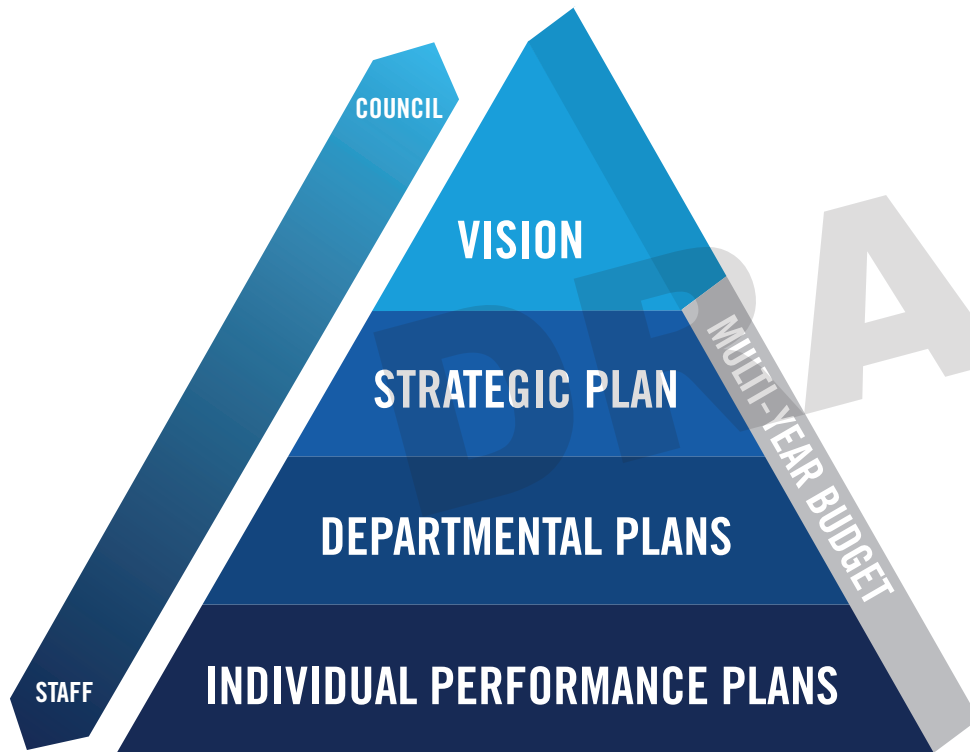 COUNCIL
VISION
STRATEGIC PLAN
MULTI-YEAR BUDGET
DEPARTMENTAL PLANS
STAFF
INDIVIDUAL PERFORMANCE PLANS
DRA